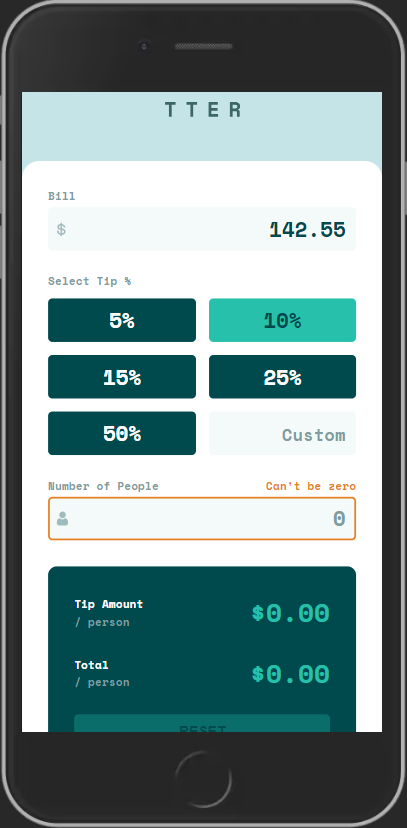 TTER
Bill
$ 142.55
Select Tip %
5% 10%
15% 25%
50% Custom
Number of People Can't be zero
0
Tip Amount $0.00
/ person
Total $0.00
/ person
RESET